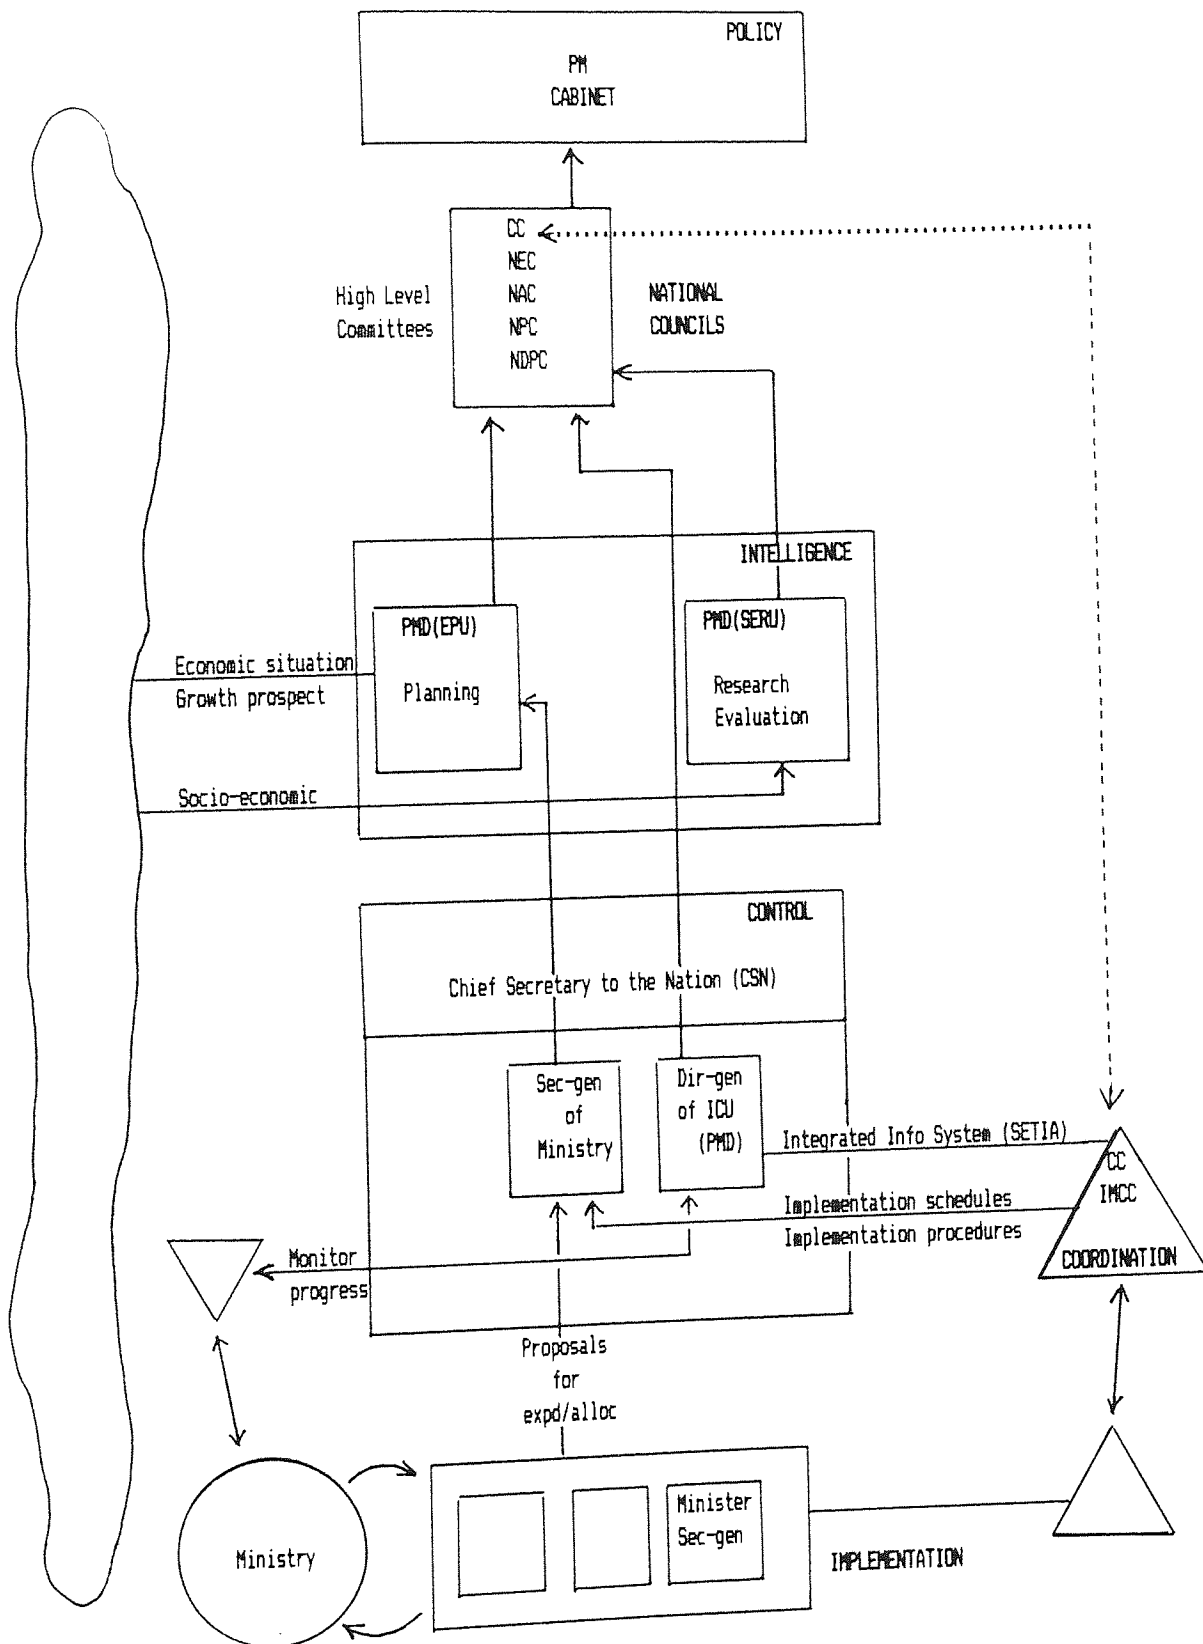 POLICY
PM
CABINET
High Level
Committees
CC
NEC
NAC
NPC
NDPC
NATIONAL
COUNCILS
INTELLIGENCE
PMD(EPU)
Planning
PMD(SERU)
Research
Evaluation
Economic situation
Growth prospect
Socio-economic
CONTROL
Chief Secretary to the Nation (CSN)
Sec-gen
of
Ministry
Dir-gen
of ICU
(PMD)
Integrated Info System (SETIA)
Implementation schedules
Implementation procedures
CC
IMCC
COORDINATION
Monitor
progress
Proposals
for
expd/alloc
Ministry
Minister
Sec-gen
IMPLEMENTATION